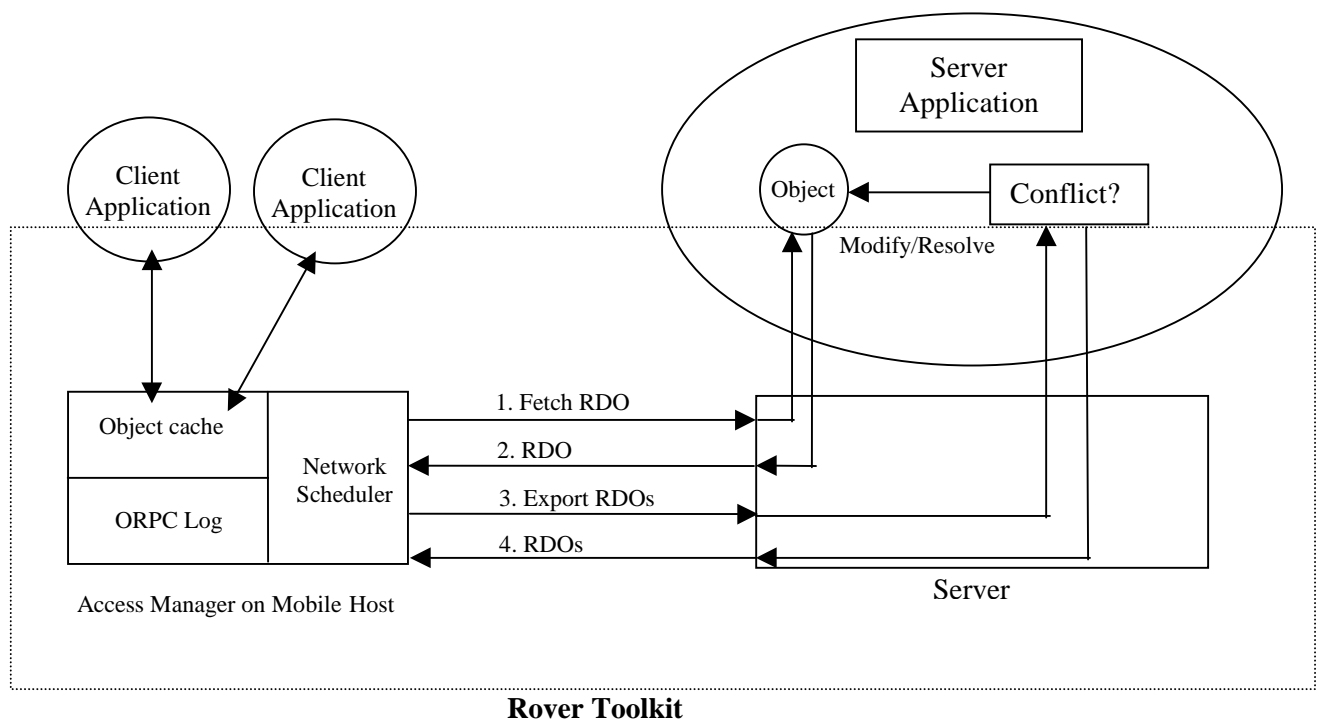 Server
Application
Client
Application
Client
Application
Object
Conflict?
Modify/Resolve
Object cache
ORPC Log
Network
Scheduler
1. Fetch RDO
2. RDO
3. Export RDOs
4. RDOs
Server
Access Manager on Mobile Host
Rover Toolkit